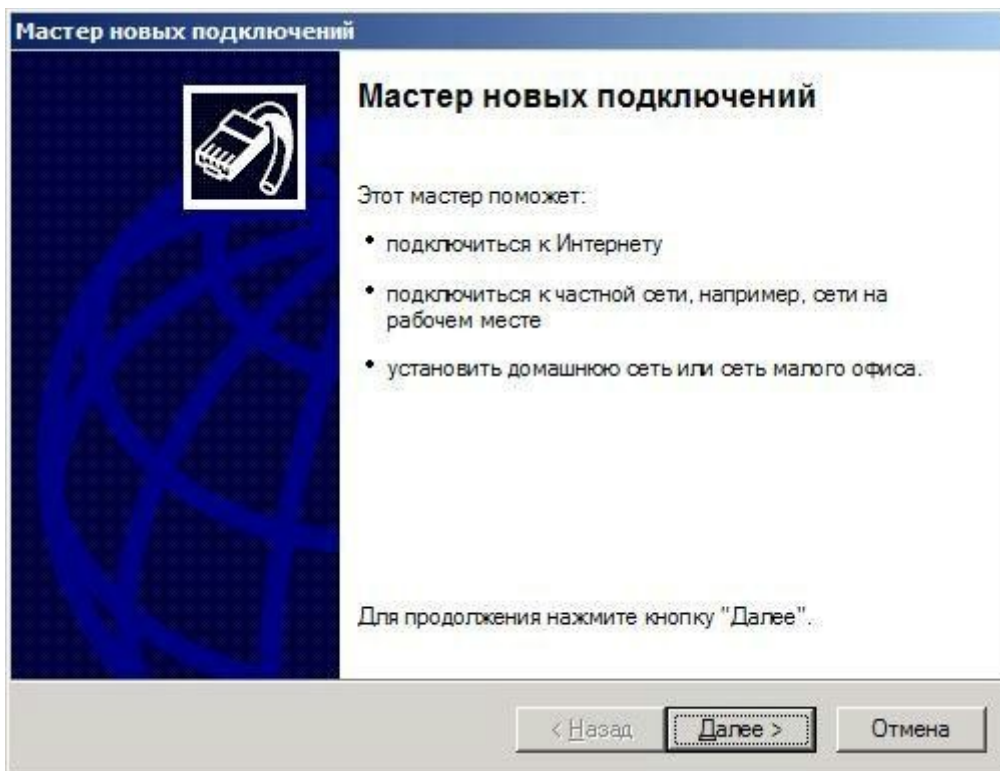 Мастер новых подключений
Мастер новых подключений
Этот мастер поможет:
• подключиться к Интернету
• подключиться к частной сети, например, сети на
рабочем месте
• установить домашнюю сеть или сеть малого офиса.
Для продолжения нажмите кнопку "Далее".
< Назад
Далее >
Отмена